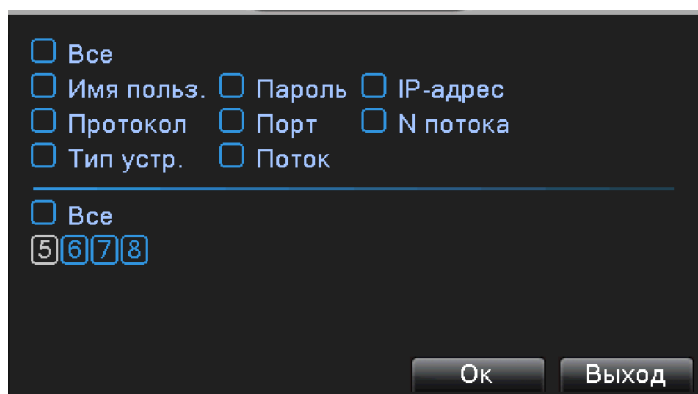 Все
Имя польз. Пароль IP-адрес
Протокол Порт N потока
Тип устр. Поток
Все
5 6 7 8
Ок Выход